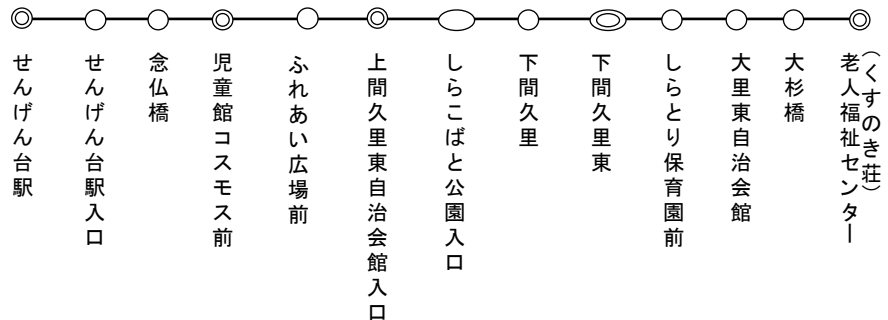 せんげん台駅
せんげん台駅入口
念仏橋
児童館コスモス前
ふれあい広場前
上間久里東自治会館入口
しらこばと公園入口
下間久里
下間久里東
しらとり保育園前
大里東自治会館
大杉橋
(くすのき荘)
老人福祉センター